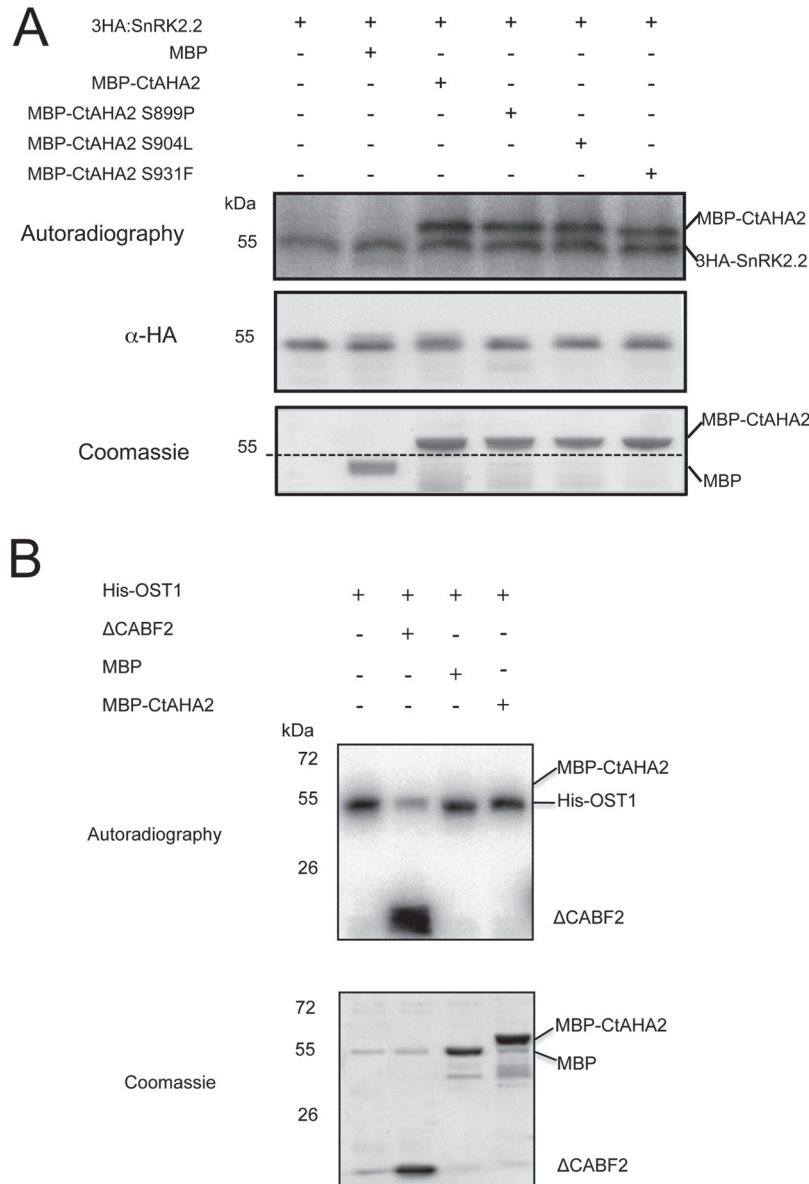 A
3HA:SnRK2.2 + + + + + +
MBP - + - - - -
MBP-CtAHA2 - - + - - -
MBP-CtAHA2 S899P - - - + - -
MBP-CtAHA2 S904L - - - - + -
MBP-CtAHA2 S931F - - - - - +
kDa
MBP-CtAHA2
Autoradiography 55
3HA-SnRK2.2
α-HA 55
MBP-CtAHA2
Coomassie 55
MBP
B
His-OST1 + + + +
ΔCABF2 - + - -
MBP - - + -
MBP-CtAHA2 - - - +
kDa
72 MBP-CtAHA2
55 His-OST1
Autoradiography
26
ΔCABF2
72 MBP-CtAHA2
55 MBP
Coomassie
26
ΔCABF2